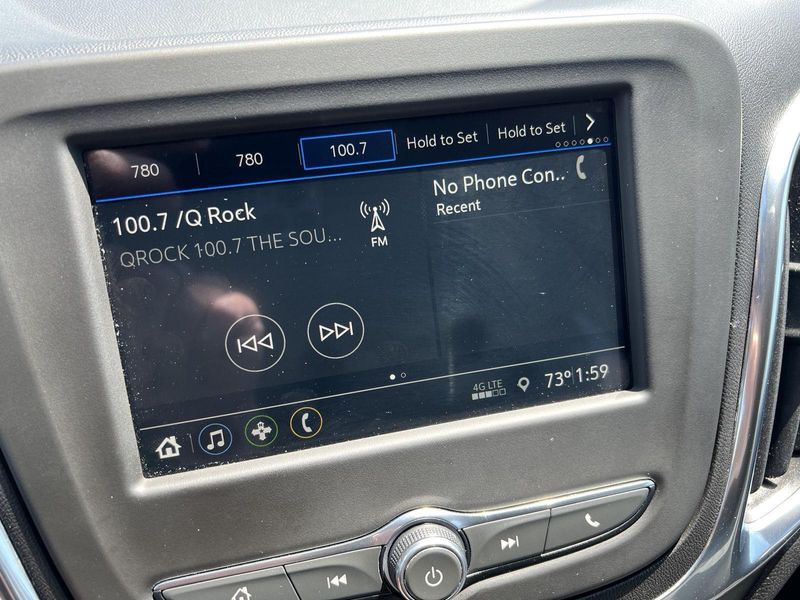 780 780 100.7 Hold to Set Hold to Set
100.7 /Q Rock
QROCK 100.7 THE SOU...
FM
No Phone Con..
Recent
4G LTE 73° 1:59